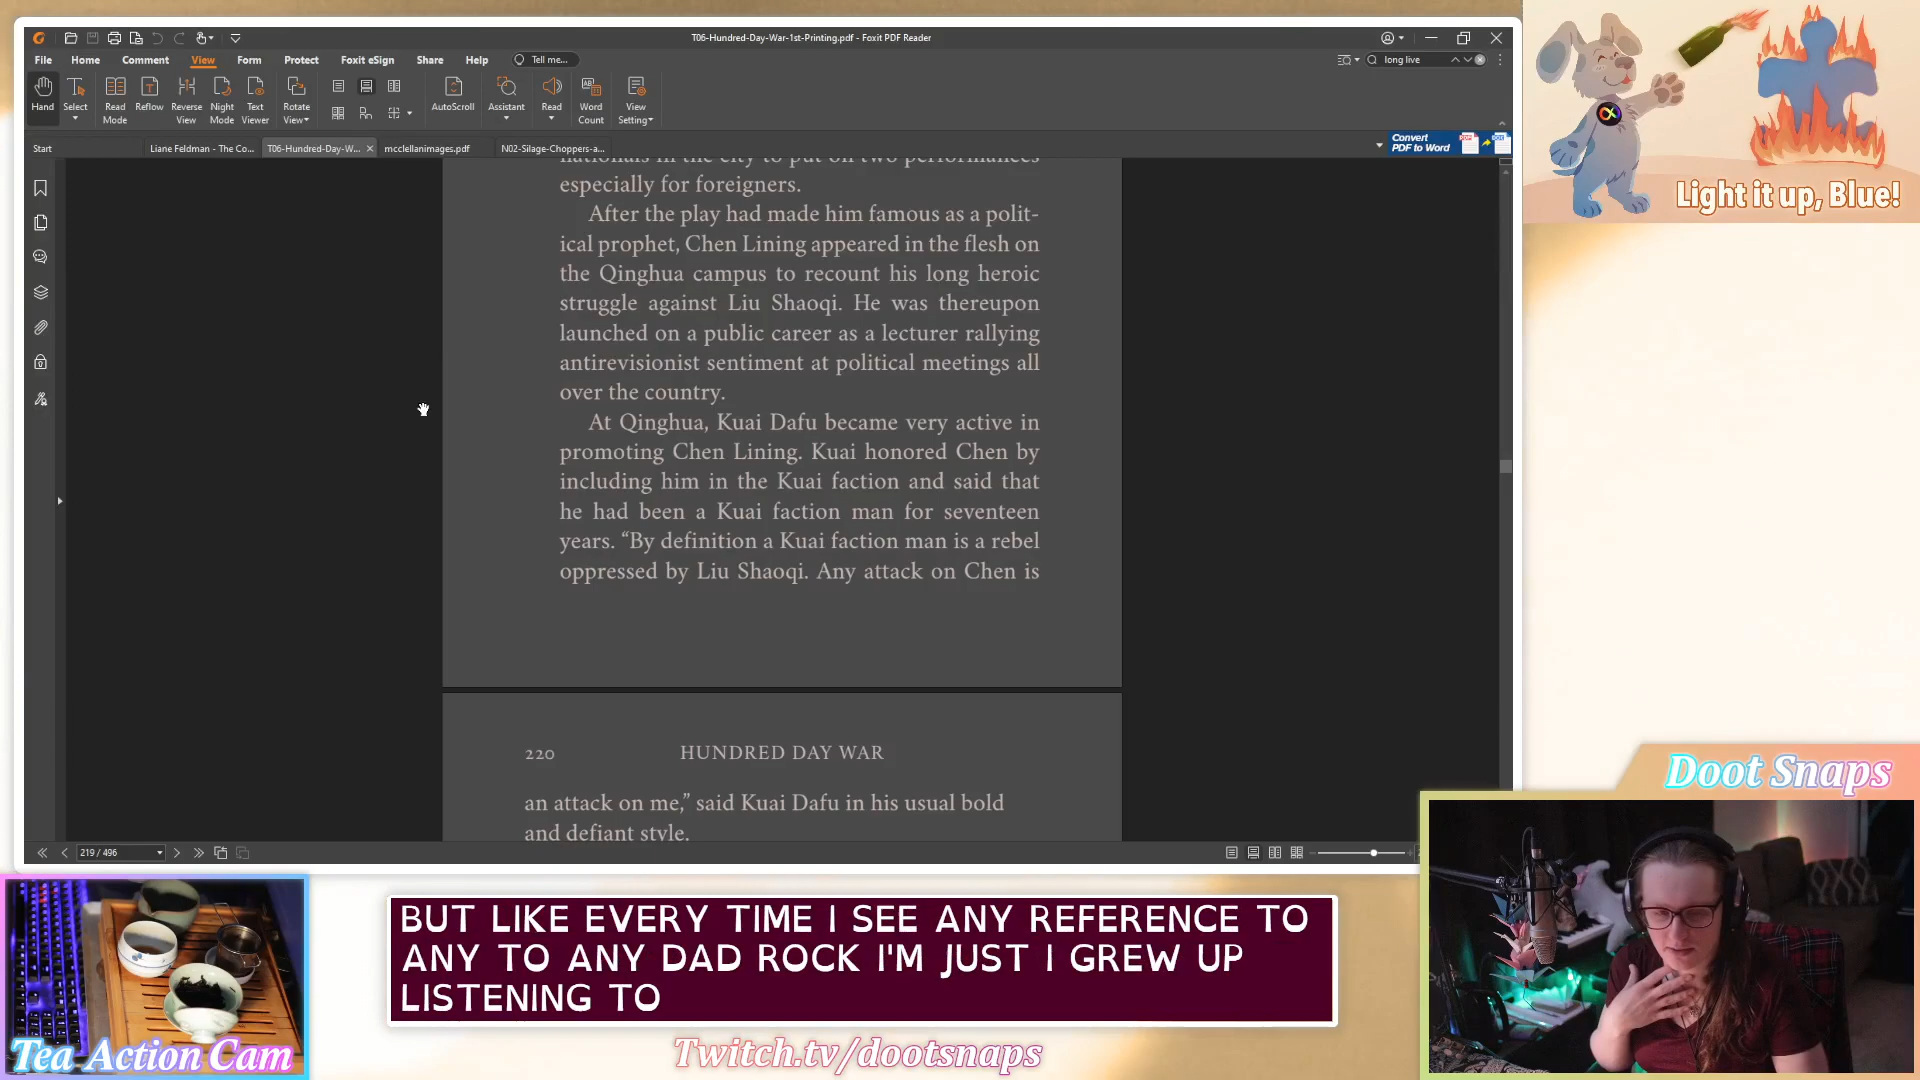 T06-Hundred-Day-War-1st-Printing.pdf - Foxit PDF Reader
File Home Comment View Form Protect Foxit eSign Share Help Tell me... long live
Hand Select Read Mode Reflow Reverse View Night Mode Text Viewer Rotate View AutoScroll Assistant Read Word Count View Setting
Start Liane Feldman - The Co... T06-Hundred-Day-W... mcclellanimages.pdf N02-Silage-Choppers-a... Convert PDF to Word
nationals in the city to put on two performances
especially for foreigners.
After the play had made him famous as a polit-
ical prophet, Chen Lining appeared in the flesh on
the Qinghua campus to recount his long heroic
struggle against Liu Shaoqi. He was thereupon
launched on a public career as a lecturer rallying
antirevisionist sentiment at political meetings all
over the country.
At Qinghua, Kuai Dafu became very active in
promoting Chen Lining. Kuai honored Chen by
including him in the Kuai faction and said that
he had been a Kuai faction man for seventeen
years. “By definition a Kuai faction man is a rebel
oppressed by Liu Shaoqi. Any attack on Chen is
220 HUNDRED DAY WAR
an attack on me,” said Kuai Dafu in his usual bold
and defiant style.
219 / 496
Light it up, Blue!
Doot Snaps
Tea Action Cam
BUT LIKE EVERY TIME I SEE ANY REFERENCE TO
ANY TO ANY DAD ROCK I'M JUST I GREW UP
LISTENING TO
Twitch.tv/dootsnaps